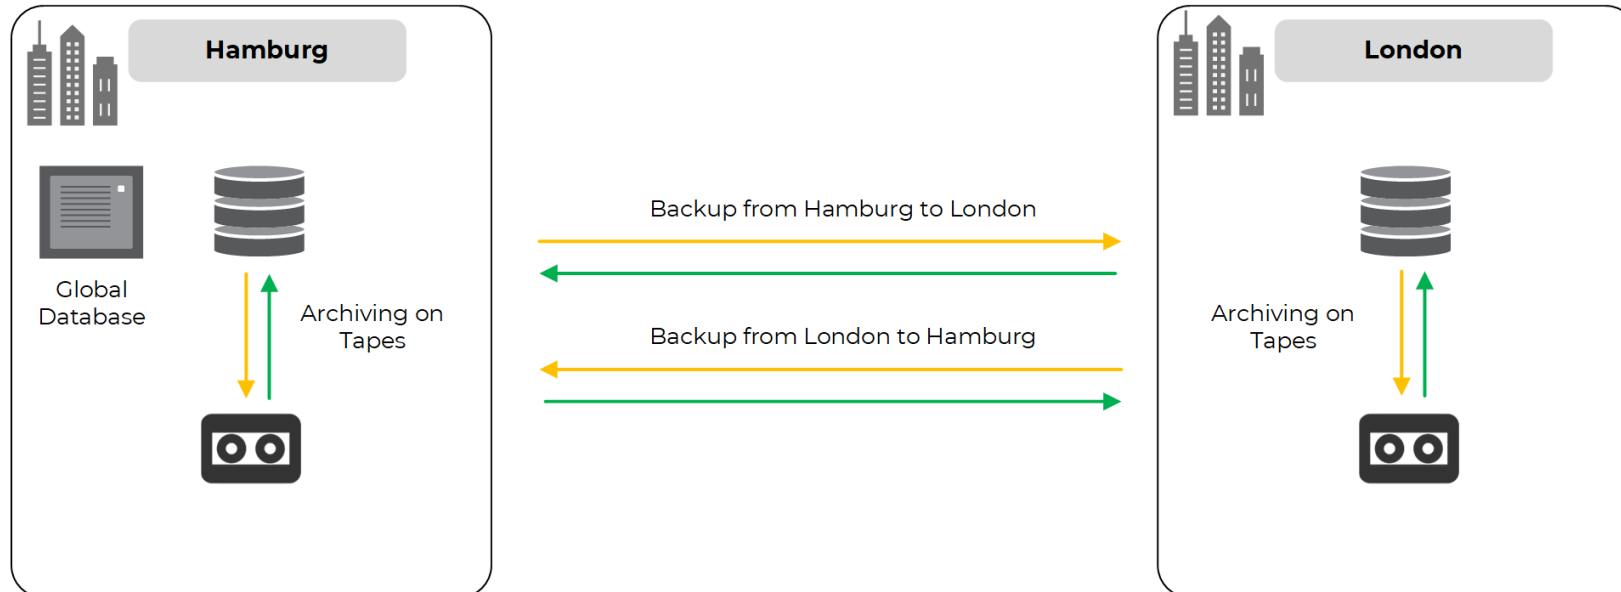 Hamburg
London
Backup from Hamburg to London
Global
Database
Archiving on
Tapes
Backup from London to Hamburg
Archiving on
Tapes